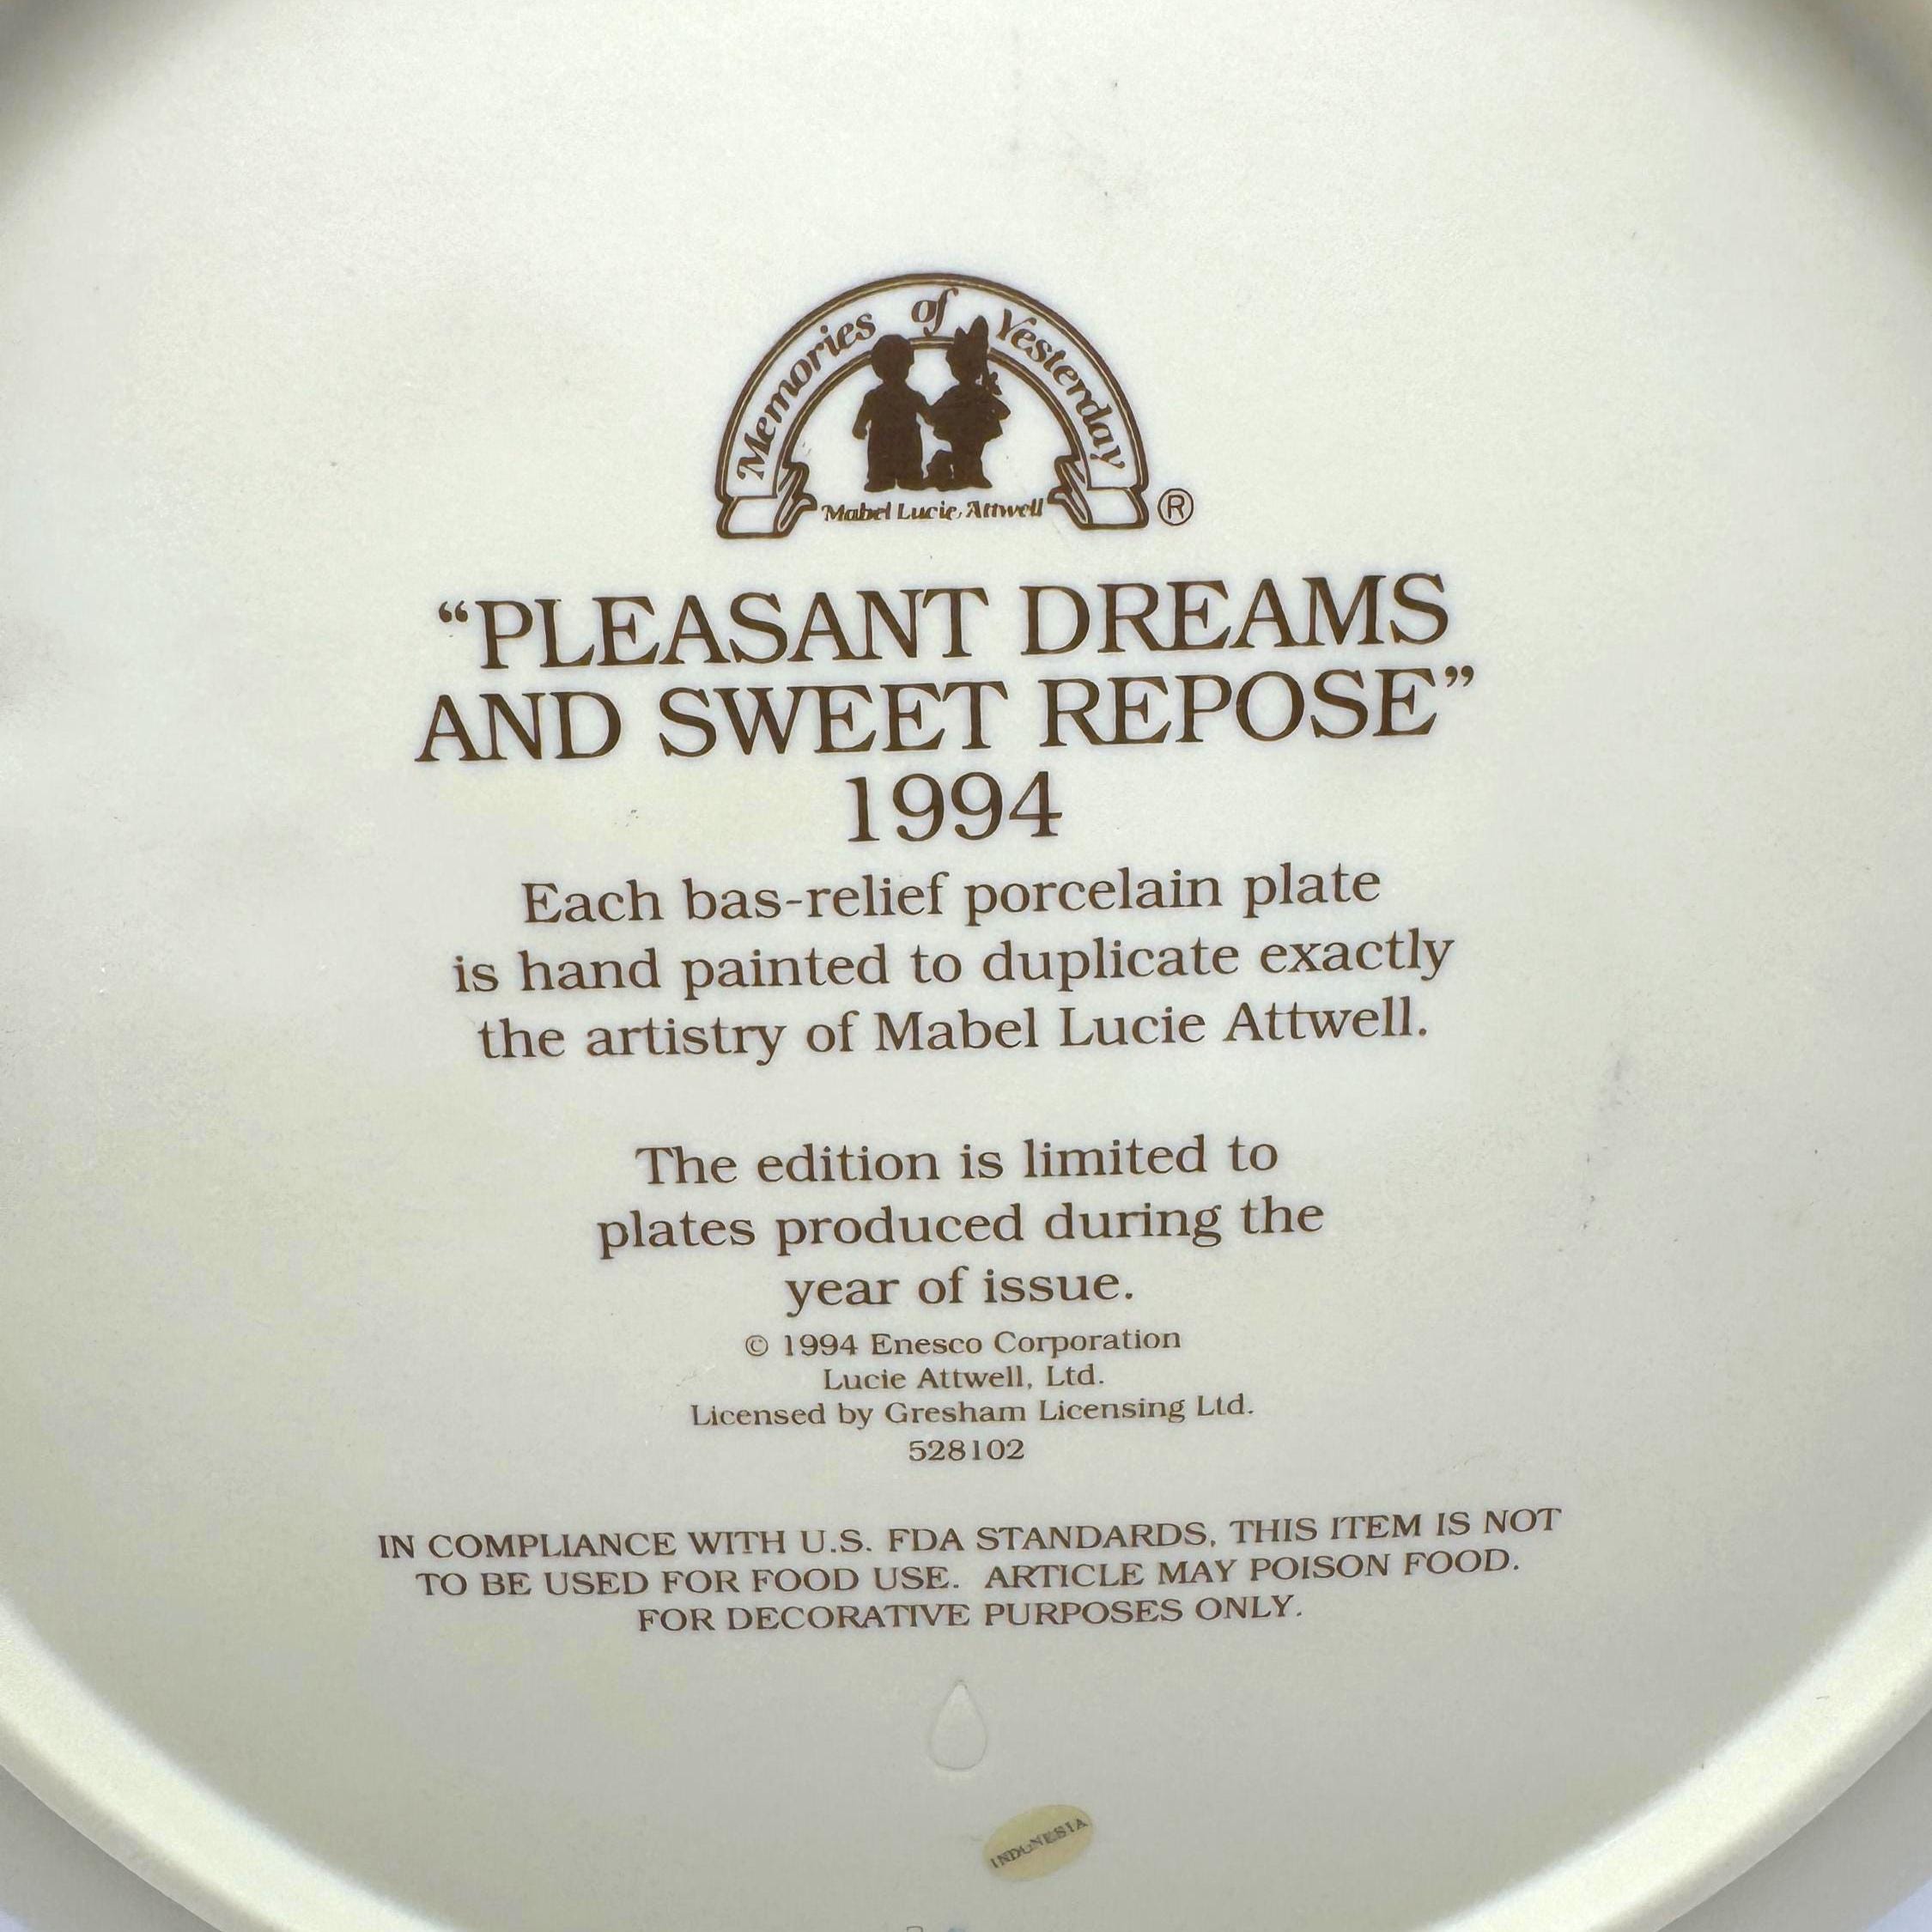 Memories of Yesterday
Mabel Lucie Attwell
®
“PLEASANT DREAMS
AND SWEET REPOSE”
1994
Each bas-relief porcelain plate
is hand painted to duplicate exactly
the artistry of Mabel Lucie Attwell.
The edition is limited to
plates produced during the
year of issue.
© 1994 Enesco Corporation
Lucie Attwell, Ltd.
Licensed by Gresham Licensing Ltd.
528102
IN COMPLIANCE WITH U.S. FDA STANDARDS, THIS ITEM IS NOT
TO BE USED FOR FOOD USE. ARTICLE MAY POISON FOOD.
FOR DECORATIVE PURPOSES ONLY.
INDONESIA